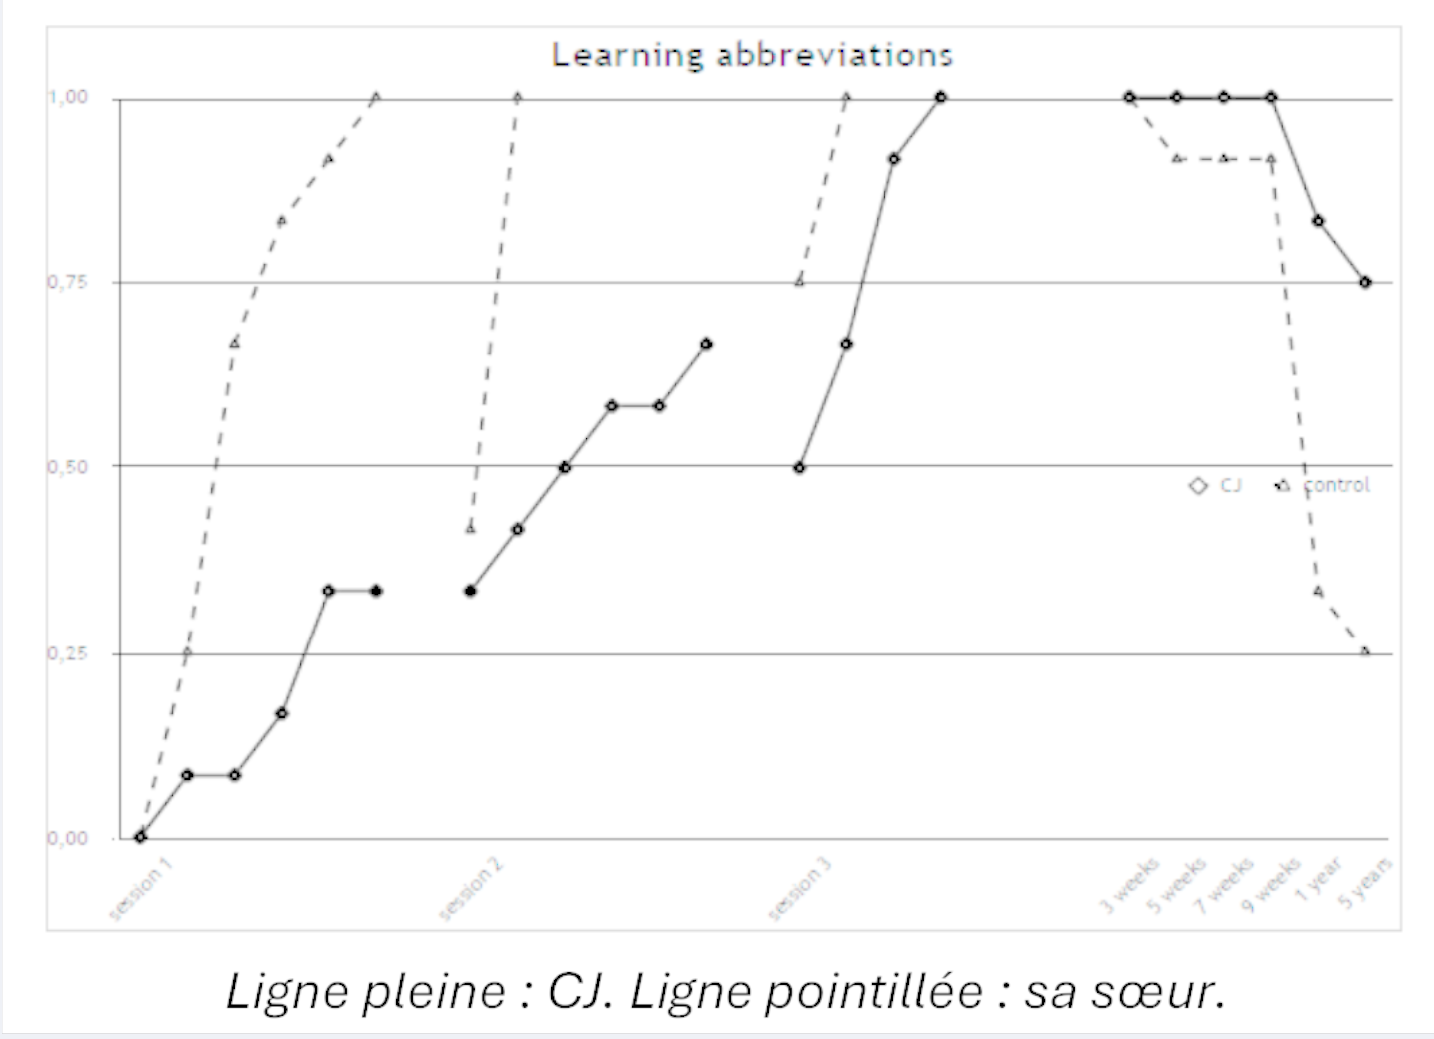 Learning abbreviations
1,00
0,75
0,50
CJ control
0,25
0,00
session 1 session 2 session 3 3 weeks 5 weeks 7 weeks 9 weeks 1 year 5 years
Ligne pleine : CJ. Ligne pointillée : sa sœur.